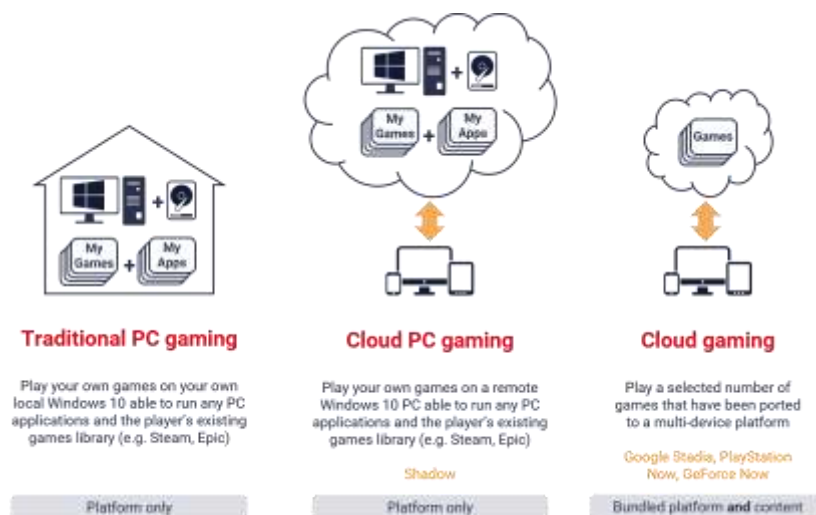 My
Games
+
My
Apps
+
My
Games
+
My
Apps
+
Games
Traditional PC gaming
Play your own games on your own
local Windows 10 able to run any PC
applications and the player's existing
games library (e.g. Steam, Epic)
Platform only
Cloud PC gaming
Play your own games on a remote
Windows 10 PC able to run any PC
applications and the player's existing
games library (e.g. Steam, Epic)
Shadow
Platform only
Cloud gaming
Play a selected number of
games that have been ported
to a multi-device platform
Google Stadia, PlayStation
Now, GeForce Now
Bundled platform and content